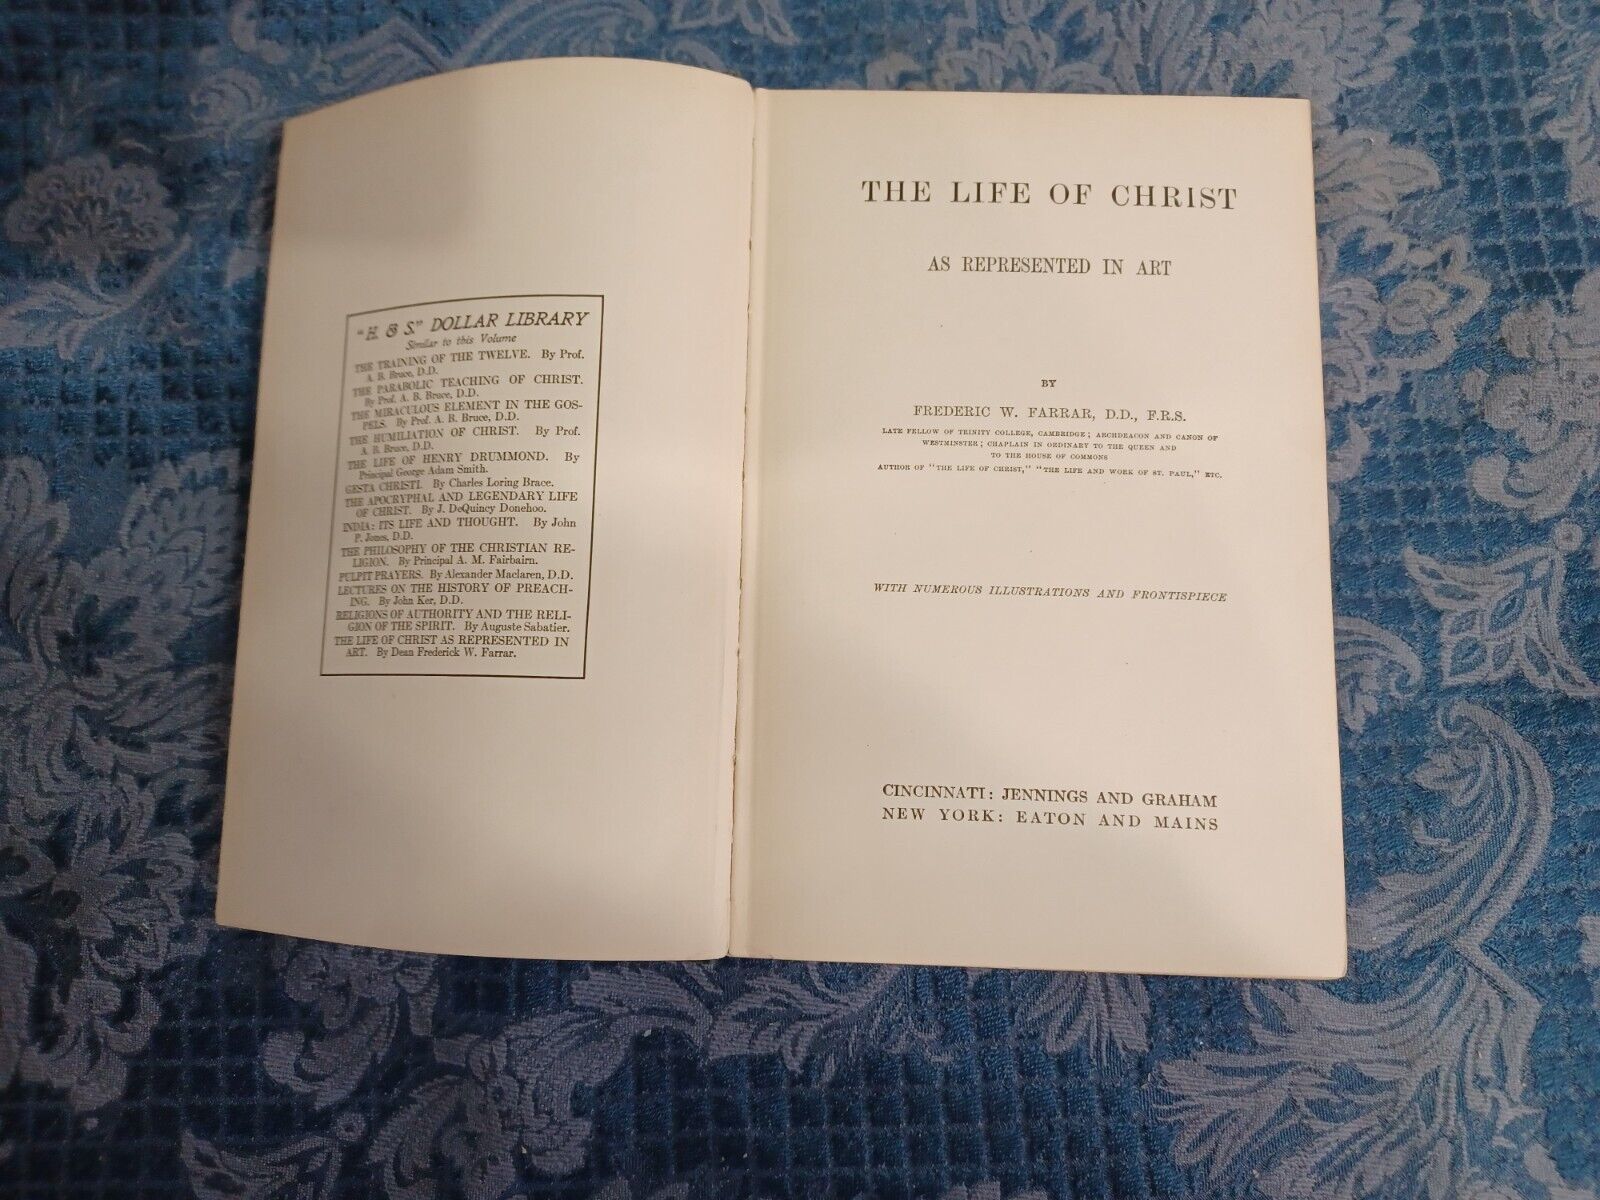 "H. & S." DOLLAR LIBRARY
Similar to this Volume
THE TRAINING OF THE TWELVE. By Prof.
A. B. Bruce, D.D.
THE PARABOLIC TEACHING OF CHRIST.
By Prof. A. B. Bruce, D.D.
THE MIRACULOUS ELEMENT IN THE GOS-
PELS. By Prof. A. B. Bruce, D.D.
THE HUMILIATION OF CHRIST. By Prof.
A. B. Bruce, D.D.
THE LIFE OF HENRY DRUMMOND. By
Principal George Adam Smith.
GESTA CHRISTI. By Charles Loring Brace.
THE APOCRYPHAL AND LEGENDARY LIFE
OF CHRIST. By J. DeQuincy Donehoo.
INDIA: ITS LIFE AND THOUGHT. By John
P. Jones, D.D.
THE PHILOSOPHY OF THE CHRISTIAN RE-
LIGION. By Principal A. M. Fairbairn.
PULPIT PRAYERS. By Alexander Maclaren, D.D.
LECTURES ON THE HISTORY OF PREACH-
ING. By John Ker, D.D.
RELIGIONS OF AUTHORITY AND THE RELI-
GION OF THE SPIRIT. By Auguste Sabatier.
THE LIFE OF CHRIST AS REPRESENTED IN
ART. By Dean Frederick W. Farrar.
THE LIFE OF CHRIST
AS REPRESENTED IN ART
BY
FREDERIC W. FARRAR, D.D., F.R.S.
LATE FELLOW OF TRINITY COLLEGE, CAMBRIDGE; ARCHDEACON AND CANON OF
WESTMINSTER; CHAPLAIN IN ORDINARY TO THE QUEEN AND
TO THE HOUSE OF COMMONS
AUTHOR OF "THE LIFE OF CHRIST," "THE LIFE AND WORK OF ST. PAUL," ETC.
WITH NUMEROUS ILLUSTRATIONS AND FRONTISPIECE
CINCINNATI: JENNINGS AND GRAHAM
NEW YORK: EATON AND MAINS